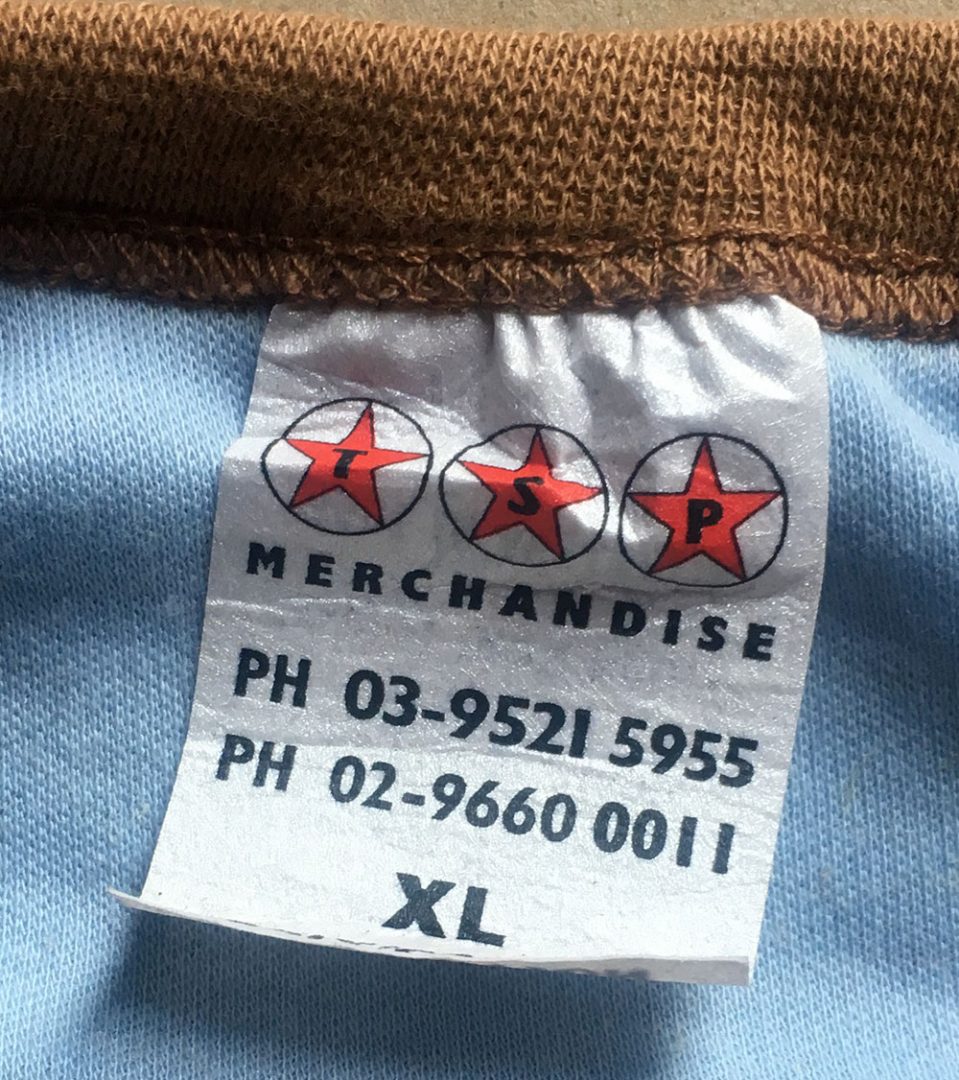 T S P
MERCHANDISE
PH 03-9521 5955
PH 02-9660 0011
XL